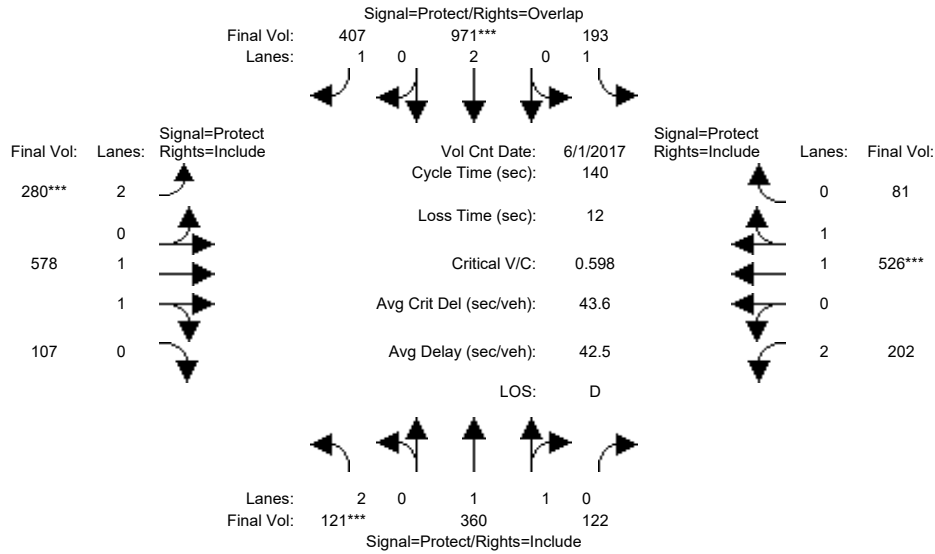 Signal=Protect/Rights=Overlap
Final Vol: 407 971*** 193
Lanes: 1 0 2 0 1
Signal=Protect Signal=Protect
Final Vol: Lanes: Rights=Include Vol Cnt Date: 6/1/2017 Rights=Include Lanes: Final Vol:
Cycle Time (sec): 140
280*** 2 0 81
Loss Time (sec): 12
0 1
578 1 Critical V/C: 0.598 1 526***
1 Avg Crit Del (sec/veh): 43.6 0
107 0 Avg Delay (sec/veh): 42.5 2 202
LOS: D
Lanes: 2 0 1 1 0
Final Vol: 121*** 360 122
Signal=Protect/Rights=Include